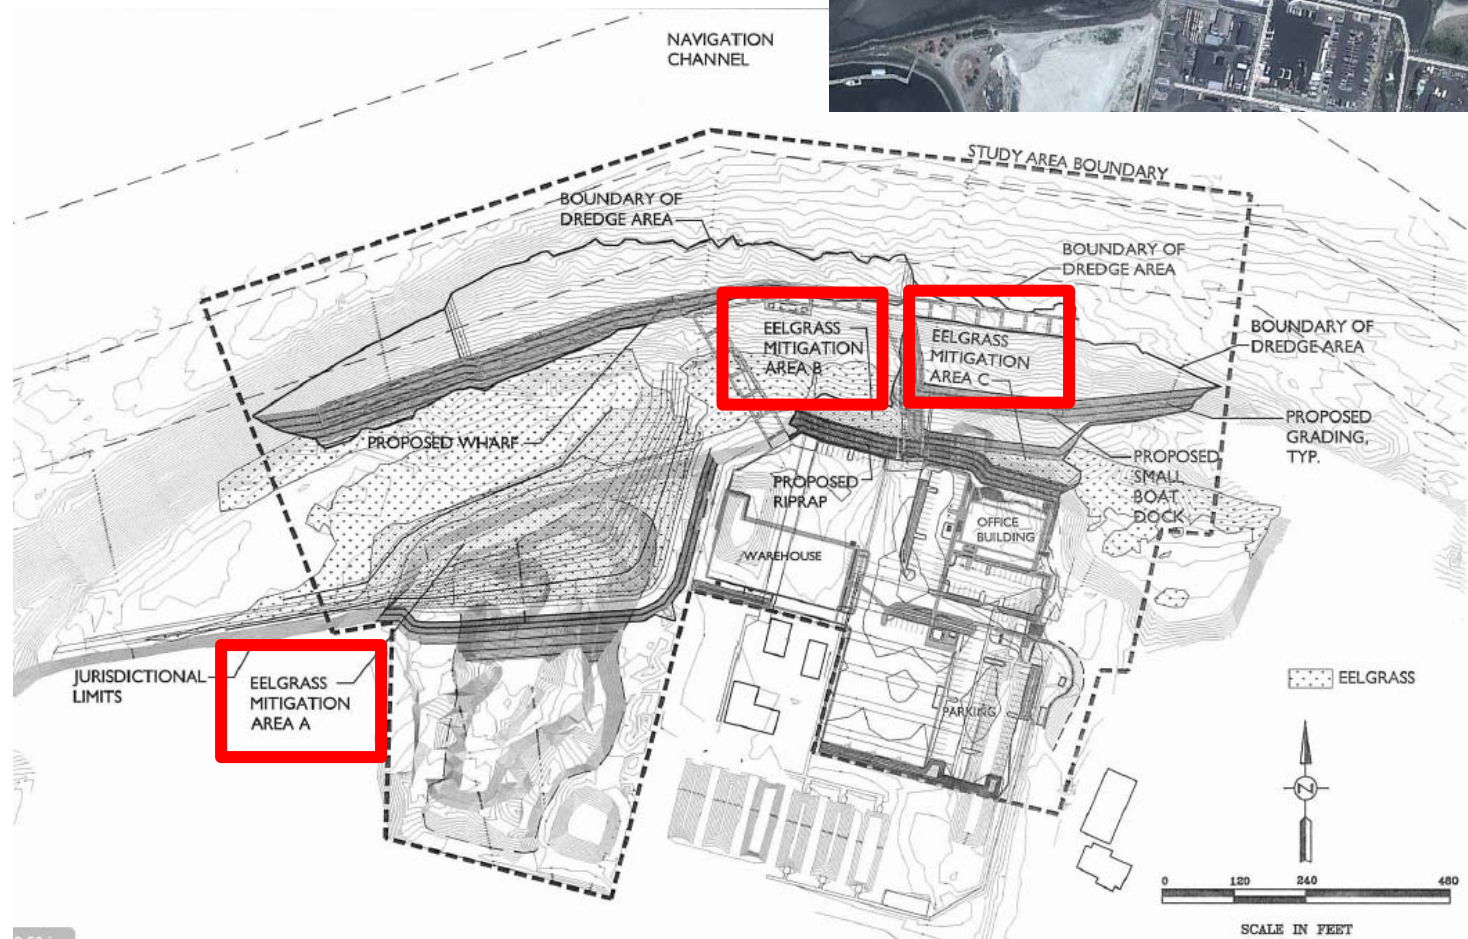 NAVIGATION
CHANNEL
STUDY AREA BOUNDARY
BOUNDARY OF
DREDGE AREA
BOUNDARY OF
DREDGE AREA
BOUNDARY OF
DREDGE AREA
EELGRASS
MITIGATION
AREA B
EELGRASS
MITIGATION
AREA C
PROPOSED WHARF
PROPOSED
GRADING,
TYP.
PROPOSED
SMALL
BOAT
DOCK
PROPOSED
RIPRAP
OFFICE
BUILDING
WAREHOUSE
JURISDICTIONAL
LIMITS
EELGRASS
MITIGATION
AREA A
PARKING
EELGRASS
N
0 120 240 480
SCALE IN FEET